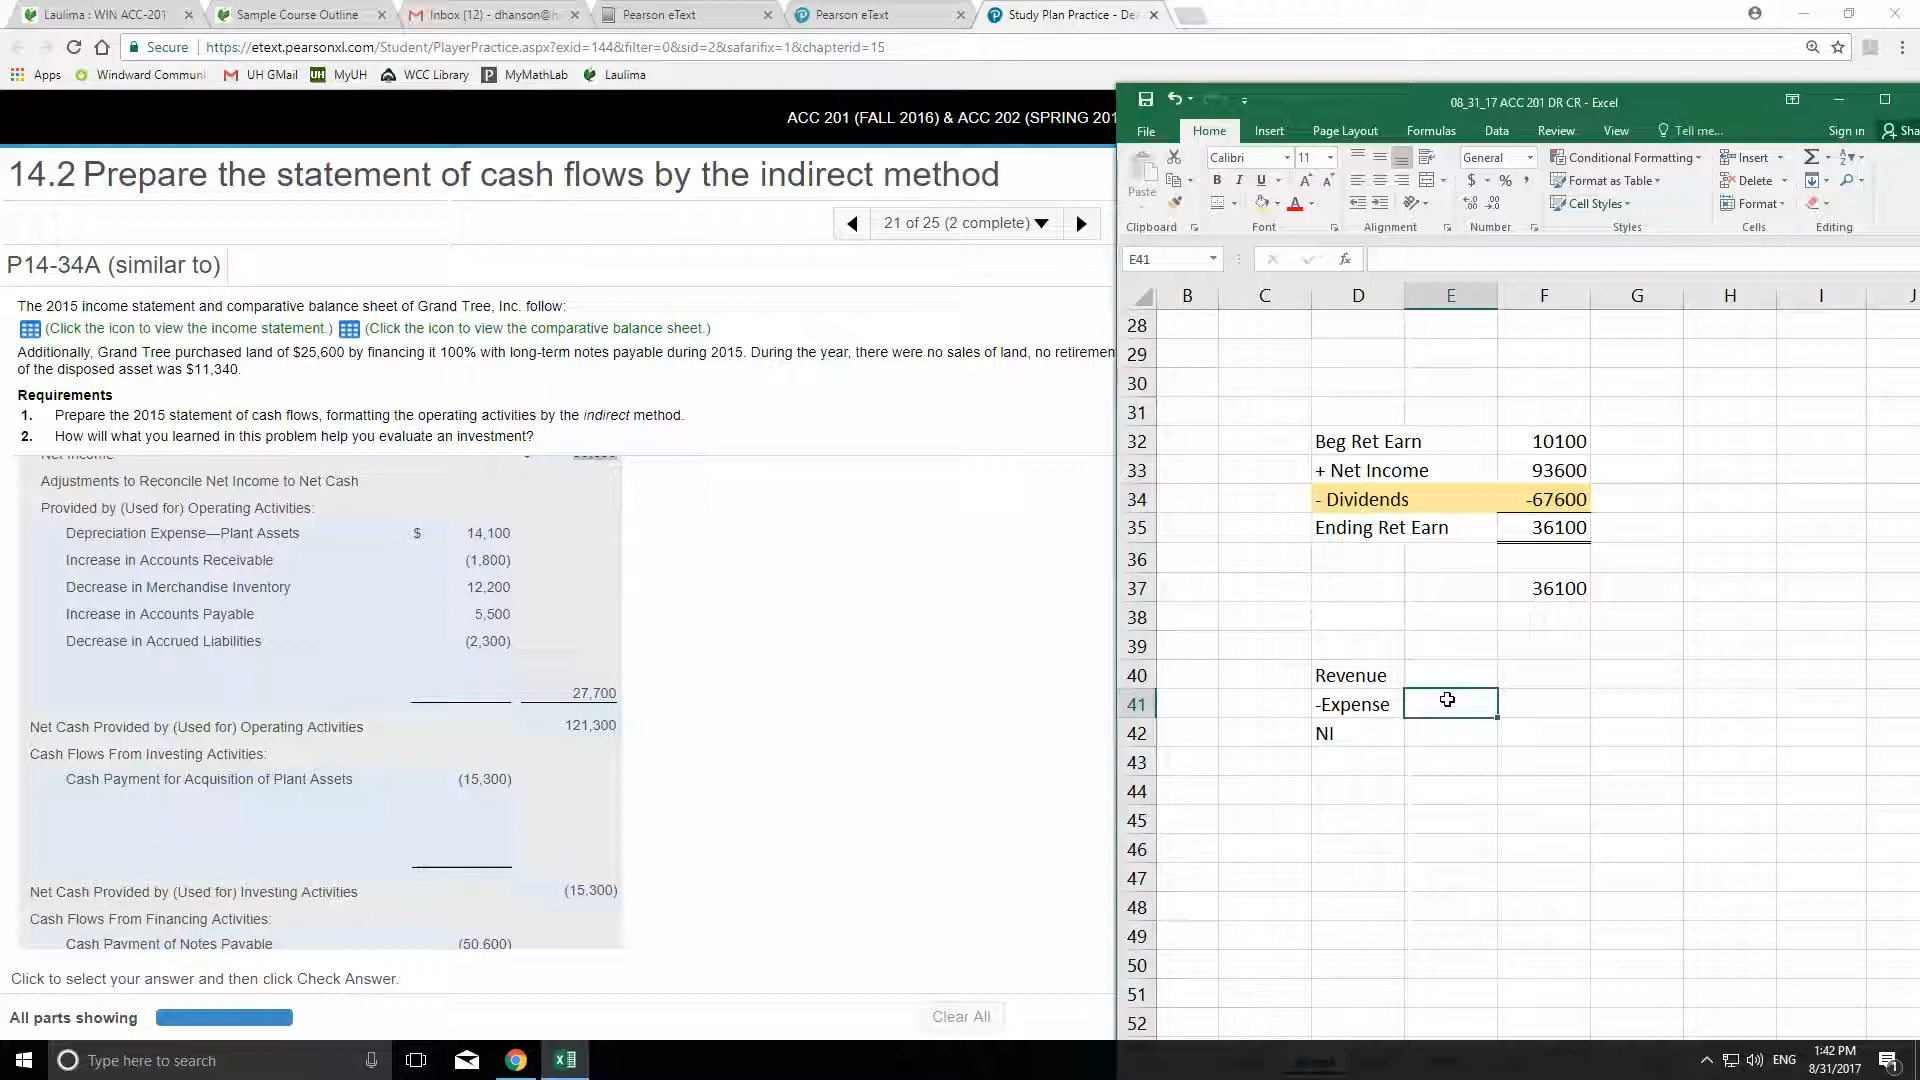 Laulima : WIN ACC-201
Sample Course Outline
Inbox (12) - dhanson@h
Pearson eText
Pearson eText
Study Plan Practice - Dea
Secure
https://etext.pearsonxl.com/Student/PlayerPractice.aspx?exid=144&filter=0&sid=2&safarifix=1&chapterid=15
Apps
Windward Commun
UH GMail
MyUH
WCC Library
MyMathLab
Laulima
ACC 201 (FALL 2016) & ACC 202 (SPRING 201
14.2 Prepare the statement of cash flows by the indirect method
21 of 25 (2 complete)
P14-34A (similar to)
The 2015 income statement and comparative balance sheet of Grand Tree, Inc. follow:
(Click the icon to view the income statement.) (Click the icon to view the comparative balance sheet.)
Additionally, Grand Tree purchased land of $25,600 by financing it 100% with long-term notes payable during 2015. During the year, there were no sales of land, no retiremen
of the disposed asset was $11,340.
Requirements
1. Prepare the 2015 statement of cash flows, formatting the operating activities by the indirect method.
2. How will what you learned in this problem help you evaluate an investment?
Net Income
Adjustments to Reconcile Net Income to Net Cash
Provided by (Used for) Operating Activities:
Depreciation Expense—Plant Assets $ 14,100
Increase in Accounts Receivable (1,800)
Decrease in Merchandise Inventory 12,200
Increase in Accounts Payable 5,500
Decrease in Accrued Liabilities (2,300)
27,700
Net Cash Provided by (Used for) Operating Activities 121,300
Cash Flows From Investing Activities:
Cash Payment for Acquisition of Plant Assets (15,300)
Net Cash Provided by (Used for) Investing Activities (15,300)
Cash Flows From Financing Activities:
Cash Payment of Notes Payable (50,600)
Click to select your answer and then click Check Answer.
All parts showing
Clear All
08_31_17 ACC 201 DR CR - Excel
File Home Insert Page Layout Formulas Data Review View Tell me... Sign in Sha
Paste
Calibri 11
B I U
General
$ % ,
Conditional Formatting
Format as Table
Cell Styles
Insert
Delete
Format
Clipboard Font Alignment Number Styles Cells Editing
E41 fx
B C D E F G H I J
28
29
30
31
32 Beg Ret Earn 10100
33 + Net Income 93600
34 - Dividends -67600
35 Ending Ret Earn 36100
36
37 36100
38
39
40 Revenue
41 -Expense
42 NI
43
44
45
46
47
48
49
50
51
52
Type here to search
ENG
1:42 PM
8/31/2017
1